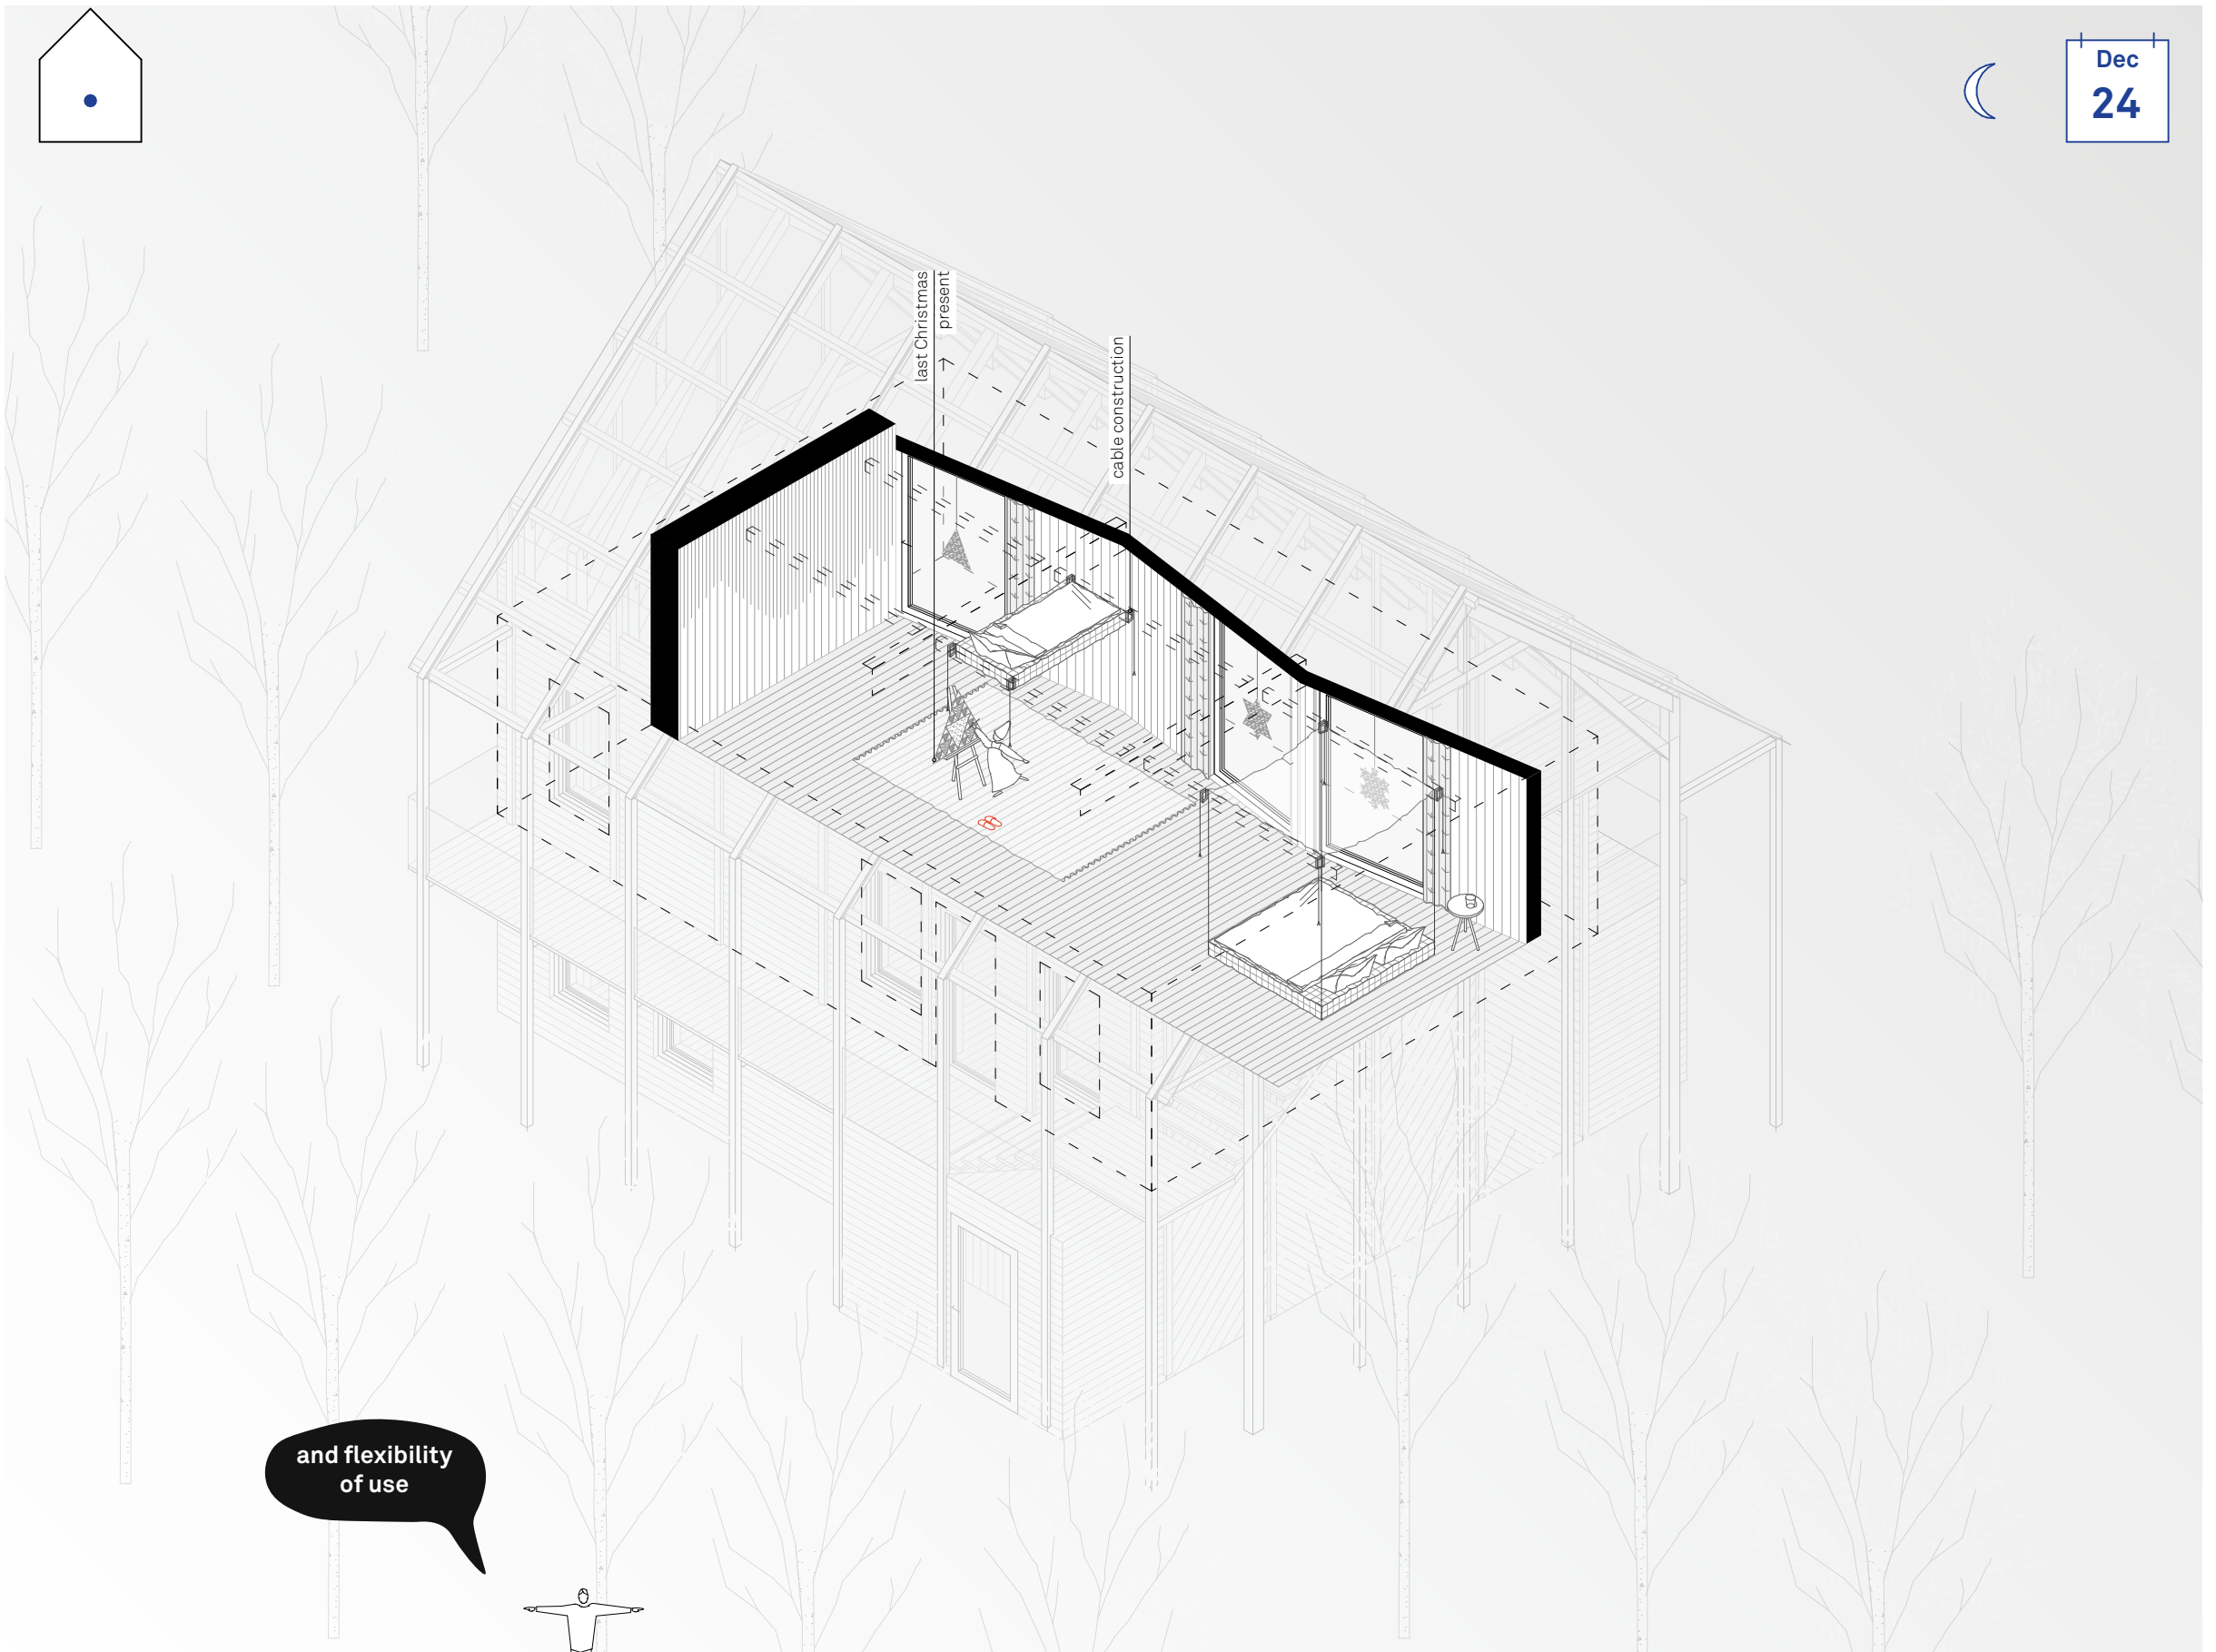 Dec
24
last Christmas
present
cable construction
and flexibility
of use